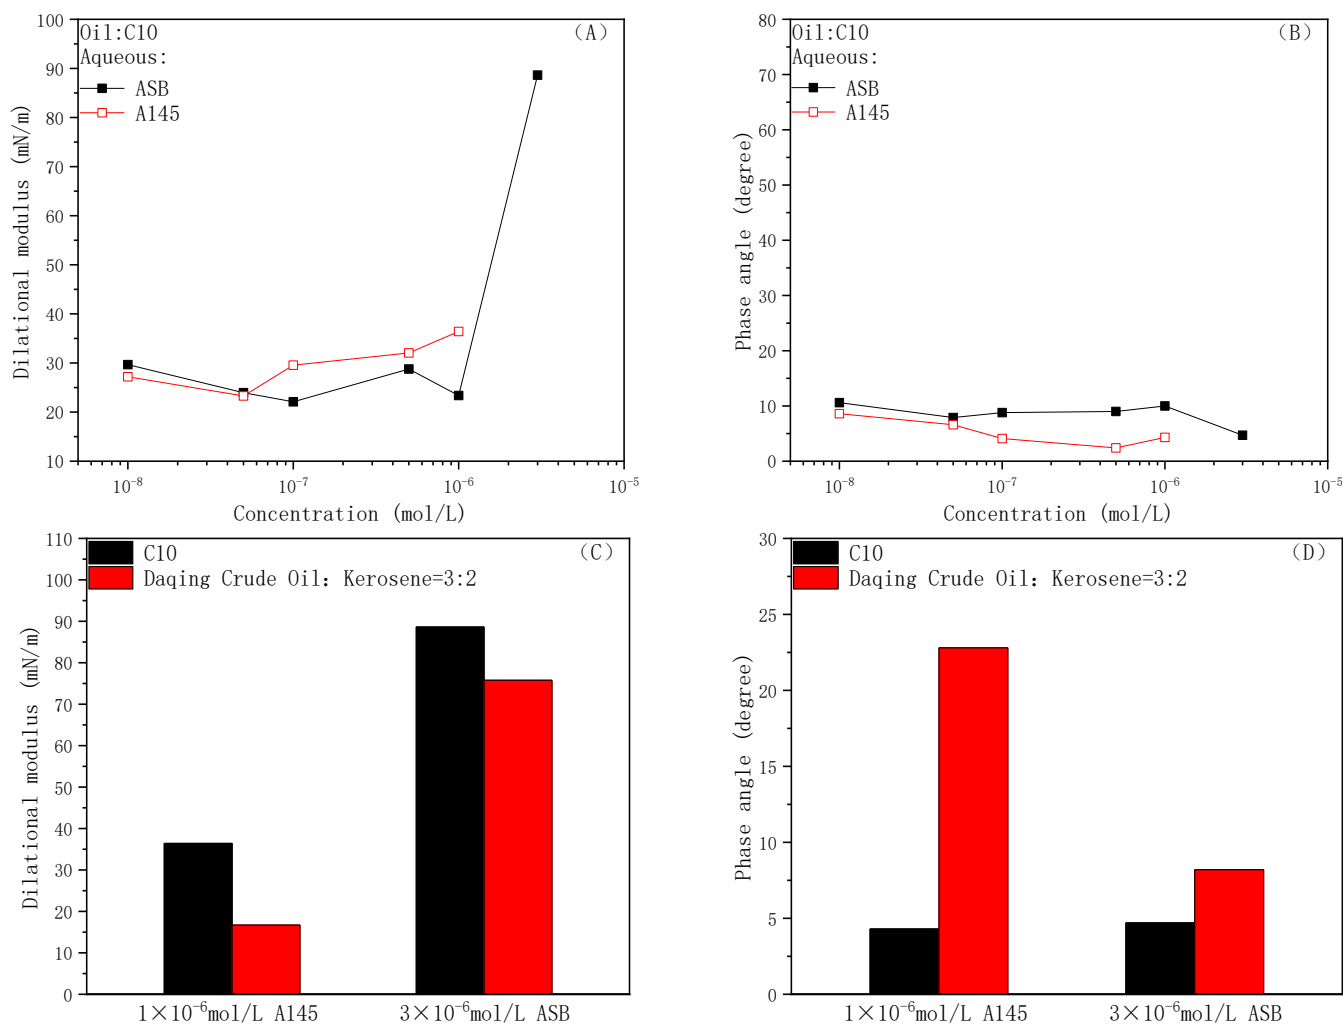 Oil:C10
（A）
Aqueous:
ASB
A145
100
90
80
70
60
50
40
30
20
10
Dilational modulus (mN/m)
10⁻⁸
10⁻⁷
10⁻⁶
10⁻⁵
Concentration (mol/L)
（B）
Aqueous:
ASB
A145
80
70
60
50
40
30
20
10
0
Phase angle (degree)
10⁻⁸
10⁻⁷
10⁻⁶
10⁻⁵
Concentration (mol/L)
C10
（C）
Daqing Crude Oil：Kerosene=3:2
110
100
90
80
70
60
50
40
30
20
10
0
Dilational modulus (mN/m)
1×10⁻⁶mol/L A145
3×10⁻⁶mol/L ASB
C10
（D）
Daqing Crude Oil：Kerosene=3:2
30
25
20
15
10
5
0
Phase angle (degree)
1×10⁻⁶mol/L A145
3×10⁻⁶mol/L ASB